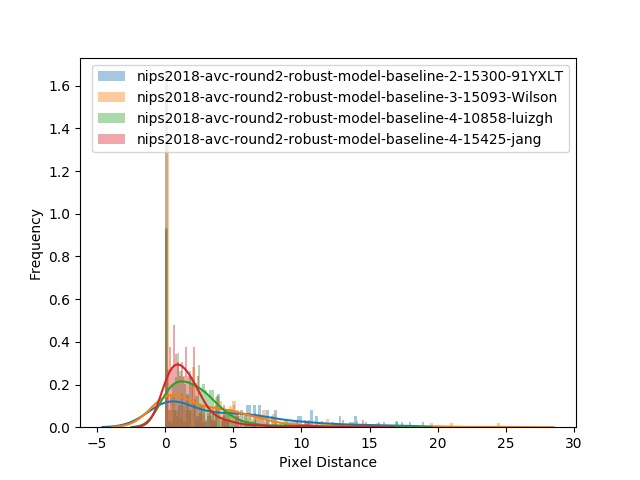 nips2018-avc-round2-robust-model-baseline-2-15300-91YXLT
nips2018-avc-round2-robust-model-baseline-3-15093-Wilson
nips2018-avc-round2-robust-model-baseline-4-10858-luizgh
nips2018-avc-round2-robust-model-baseline-4-15425-jang
1.6
1.4
1.2
1.0
0.8
0.6
0.4
0.2
0.0
Frequency
−5 0 5 10 15 20 25 30
Pixel Distance